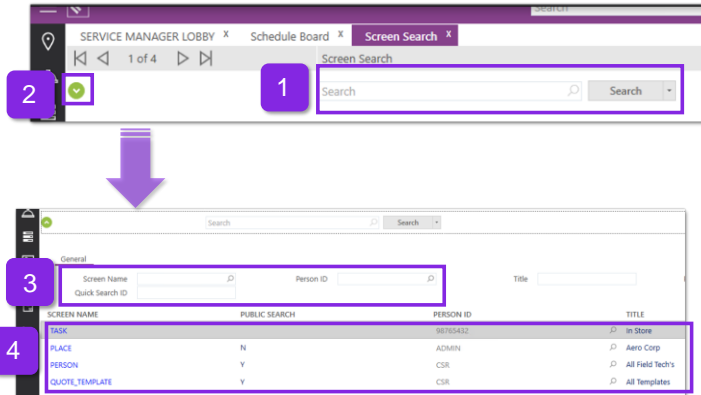 Search
SERVICE MANAGER LOBBY x Schedule Board x Screen Search x
1 of 4 Screen Search
2 1 Search Search
Search Search
General
3 Screen Name Person ID Title
Quick Search ID
SCREEN NAME PUBLIC SEARCH PERSON ID TITLE
4 TASK 98765432 In Store
PLACE N ADMIN Aero Corp
PERSON Y CSR All Field Tech's
QUOTE_TEMPLATE Y CSR All Templates